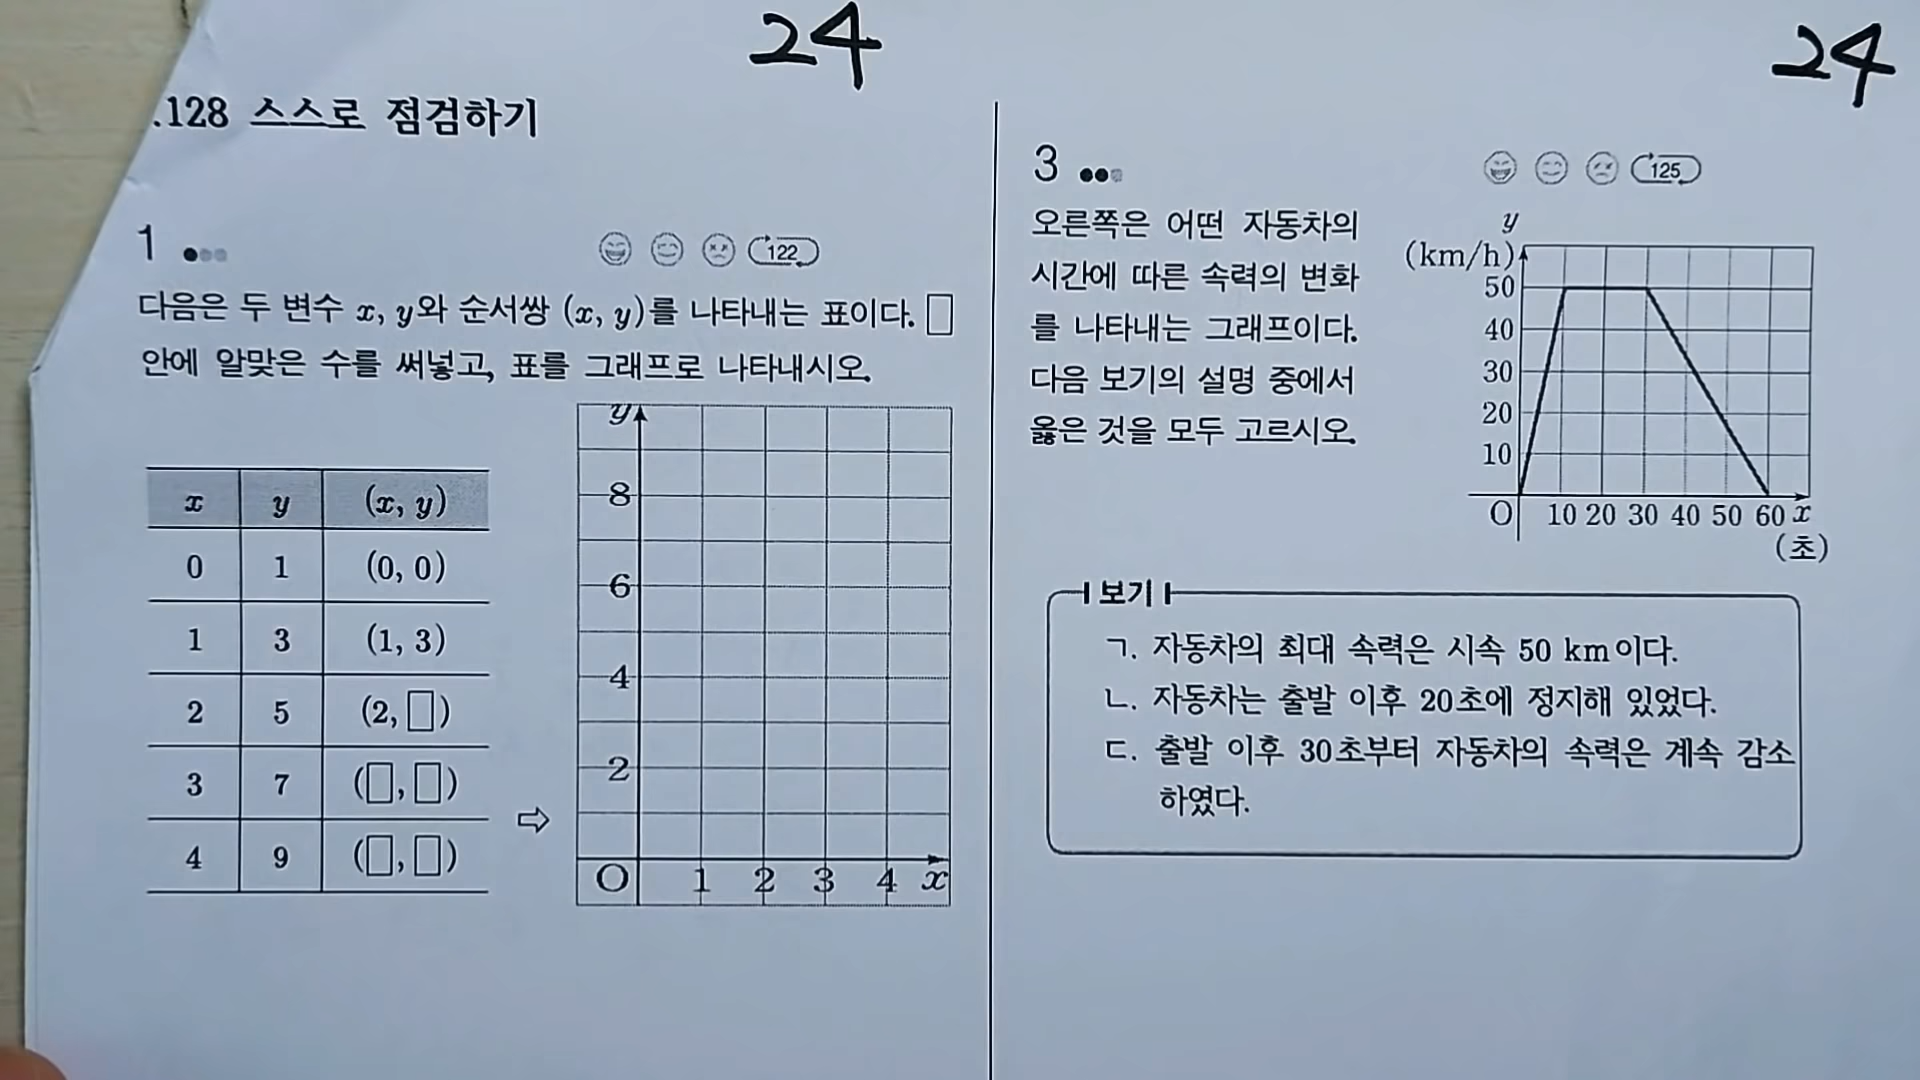 24
24
.128 스스로 점검하기
1
122
다음은 두 변수 x, y와 순서쌍 (x, y)를 나타내는 표이다. □
안에 알맞은 수를 써넣고, 표를 그래프로 나타내시오.
x y (x, y)
0 1 (0, 0)
1 3 (1, 3)
2 5 (2, □)
3 7 (□, □)
4 9 (□, □)
⇨
y
8
6
4
2
O 1 2 3 4 x
3
125
오른쪽은 어떤 자동차의
시간에 따른 속력의 변화
를 나타내는 그래프이다.
다음 보기의 설명 중에서
옳은 것을 모두 고르시오.
y
(km/h)
50
40
30
20
10
O 10 20 30 40 50 60 x
(초)
보기
ㄱ. 자동차의 최대 속력은 시속 50 km이다.
ㄴ. 자동차는 출발 이후 20초에 정지해 있었다.
ㄷ. 출발 이후 30초부터 자동차의 속력은 계속 감소
하였다.